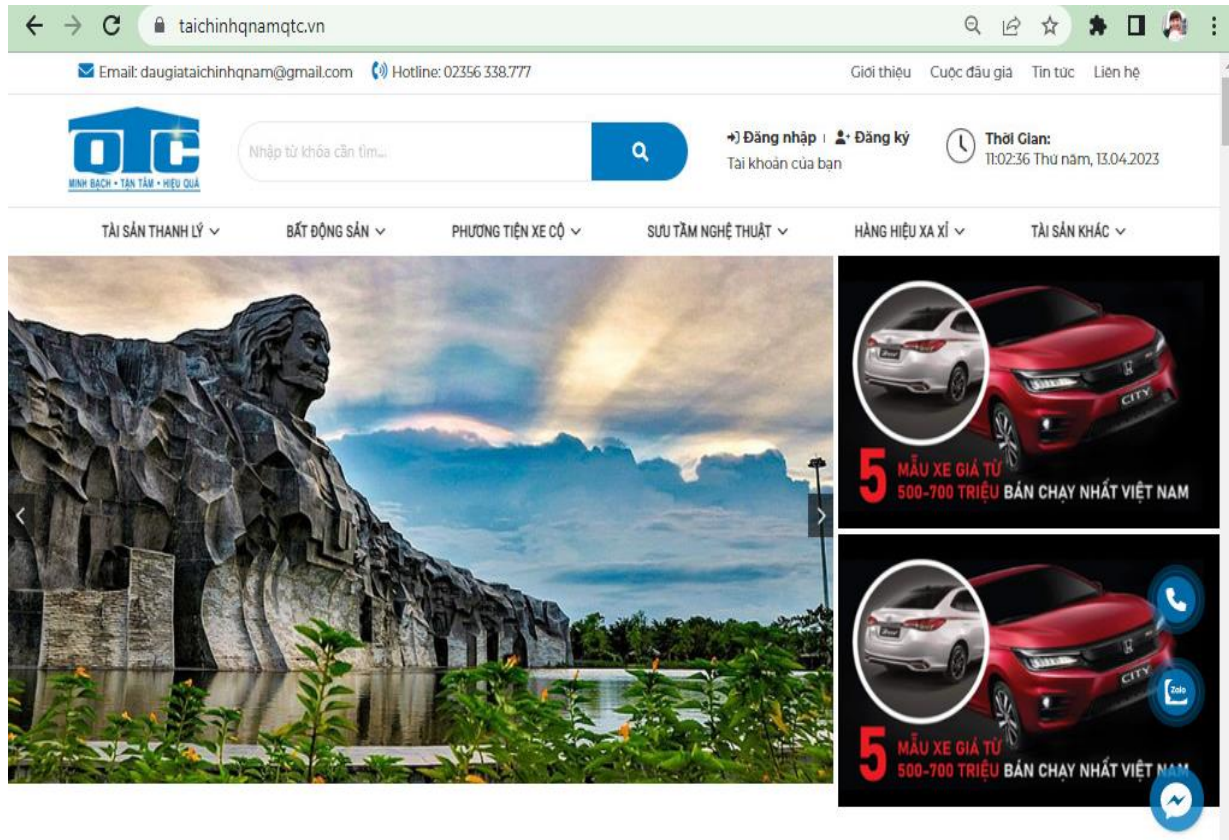 taichinhqnamqtc.vn
Email: daugiataichinhqnam@gmail.com Hotline: 02356 338.777 Giới thiệu Cuộc đấu giá Tin tức Liên hệ
QTC
MINH BẠCH • TẬN TÂM • HIỆU QUẢ
Nhập từ khóa cần tìm...
Đăng nhập | Đăng ký
Tài khoản của bạn
Thời Gian:
11:02:36 Thứ năm, 13.04.2023
TÀI SẢN THANH LÝ BẤT ĐỘNG SẢN PHƯƠNG TIỆN XE CỘ SƯU TẦM NGHỆ THUẬT HÀNG HIỆU XA XỈ TÀI SẢN KHÁC
CITY
5 MẪU XE GIÁ TỪ
500-700 TRIỆU BÁN CHẠY NHẤT VIỆT NAM
CITY
5 MẪU XE GIÁ TỪ
500-700 TRIỆU BÁN CHẠY NHẤT VIỆT NAM
Zalo